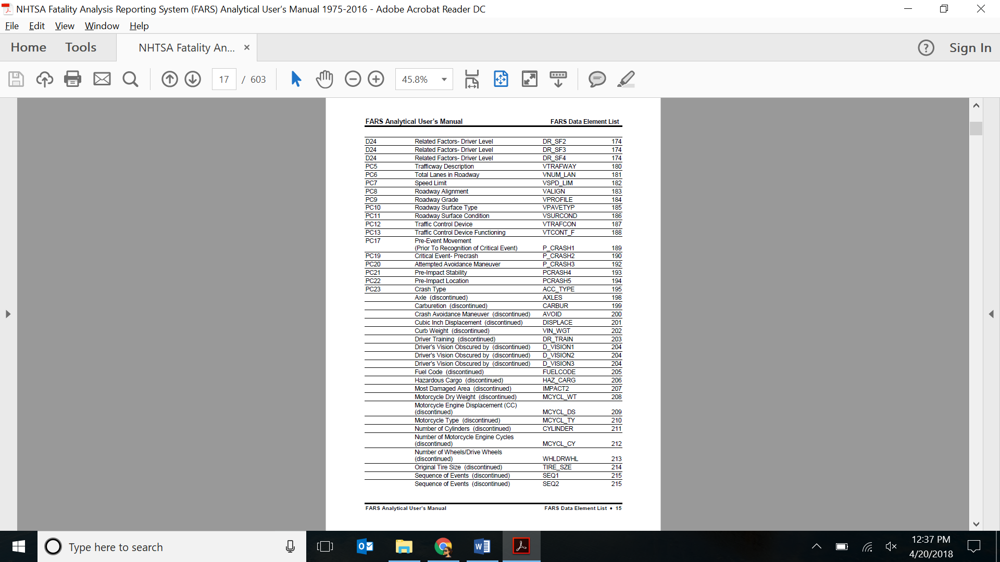 NHTSA Fatality Analysis Reporting System (FARS) Analytical User's Manual 1975-2016 - Adobe Acrobat Reader DC
File Edit View Window Help
Home Tools NHTSA Fatality An... × ? Sign In
17 / 603 45.8%
FARS Analytical User's Manual FARS Data Element List
D24 Related Factors- Driver Level DR_SF2 174
D24 Related Factors- Driver Level DR_SF3 174
D24 Related Factors- Driver Level DR_SF4 174
PC5 Trafficway Description VTRAFWAY 180
PC6 Total Lanes in Roadway VNUM_LAN 181
PC7 Speed Limit VSPD_LIM 182
PC8 Roadway Alignment VALIGN 183
PC9 Roadway Grade VPROFILE 184
PC10 Roadway Surface Type VPAVETYP 185
PC11 Roadway Surface Condition VSURCOND 186
PC12 Traffic Control Device VTRAFCON 187
PC13 Traffic Control Device Functioning VTCONT_F 188
PC17 Pre-Event Movement
(Prior To Recognition of Critical Event) P_CRASH1 189
PC19 Critical Event- Precrash P_CRASH2 190
PC20 Attempted Avoidance Maneuver P_CRASH3 192
PC21 Pre-Impact Stability PCRASH4 193
PC22 Pre-Impact Location PCRASH5 194
PC23 Crash Type ACC_TYPE 195
Axle (discontinued) AXLES 198
Carburetion (discontinued) CARBUR 199
Crash Avoidance Maneuver (discontinued) AVOID 200
Cubic Inch Displacement (discontinued) DISPLACE 201
Curb Weight (discontinued) VIN_WGT 202
Driver Training (discontinued) DR_TRAIN 203
Driver's Vision Obscured by (discontinued) D_VISION1 204
Driver's Vision Obscured by (discontinued) D_VISION2 204
Driver's Vision Obscured by (discontinued) D_VISION3 204
Fuel Code (discontinued) FUELCODE 205
Hazardous Cargo (discontinued) HAZ_CARG 206
Most Damaged Area (discontinued) IMPACT2 207
Motorcycle Dry Weight (discontinued) MCYCL_WT 208
Motorcycle Engine Displacement (CC)
(discontinued) MCYCL_DS 209
Motorcycle Type (discontinued) MCYCL_TY 210
Number of Cylinders (discontinued) CYLINDER 211
Number of Motorcycle Engine Cycles
(discontinued) MCYCL_CY 212
Number of Wheels/Drive Wheels
(discontinued) WHLDRWHL 213
Original Tire Size (discontinued) TIRE_SZE 214
Sequence of Events (discontinued) SEQ1 215
Sequence of Events (discontinued) SEQ2 215
FARS Analytical User's Manual FARS Data Element List • 15
Type here to search
12:37 PM
4/20/2018